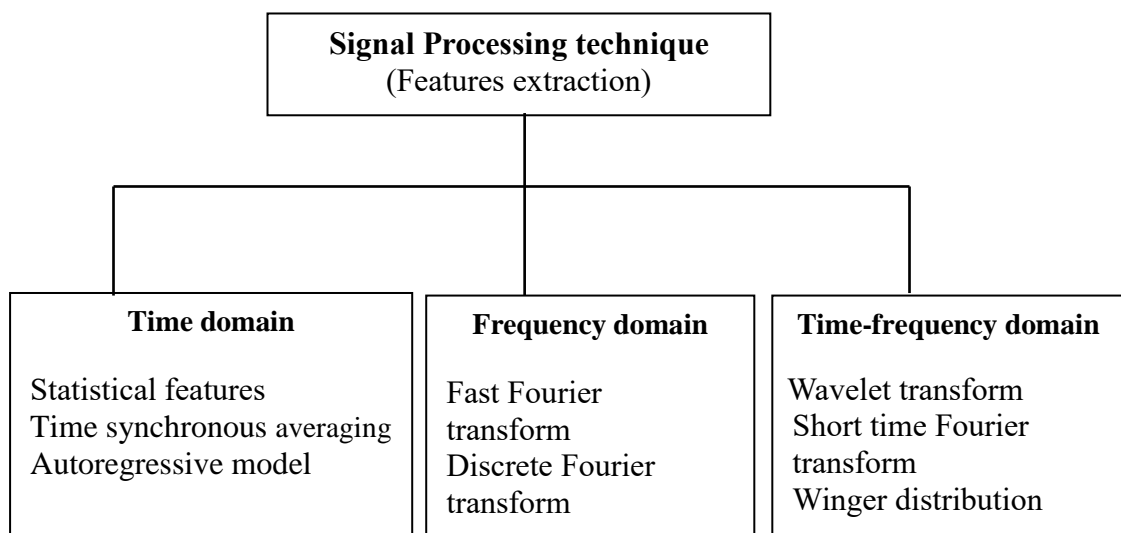 Signal Processing technique
(Features extraction)
Time domain
Statistical features
Time synchronous averaging
Autoregressive model
Frequency domain
Fast Fourier
transform
Discrete Fourier
transform
Time-frequency domain
Wavelet transform
Short time Fourier
transform
Winger distribution